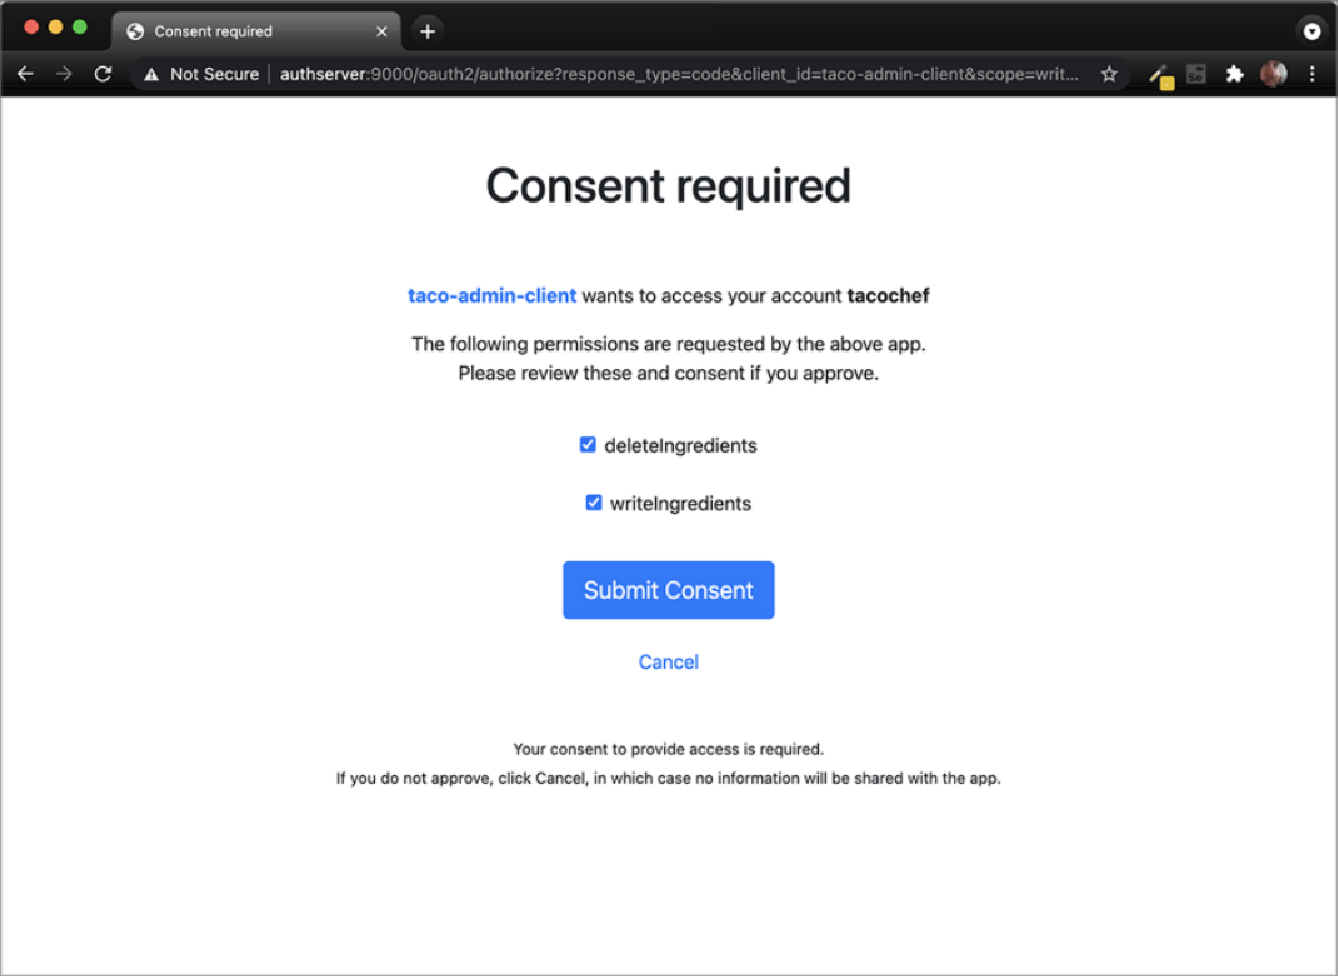 Consent required
Not Secure authserver:9000/oauth2/authorize?response_type=code&client_id=taco-admin-client&scope=writ...
Consent required
taco-admin-client wants to access your account tacochef
The following permissions are requested by the above app.
Please review these and consent if you approve.
deleteIngredients
writeIngredients
Submit Consent
Cancel
Your consent to provide access is required.
If you do not approve, click Cancel, in which case no information will be shared with the app.